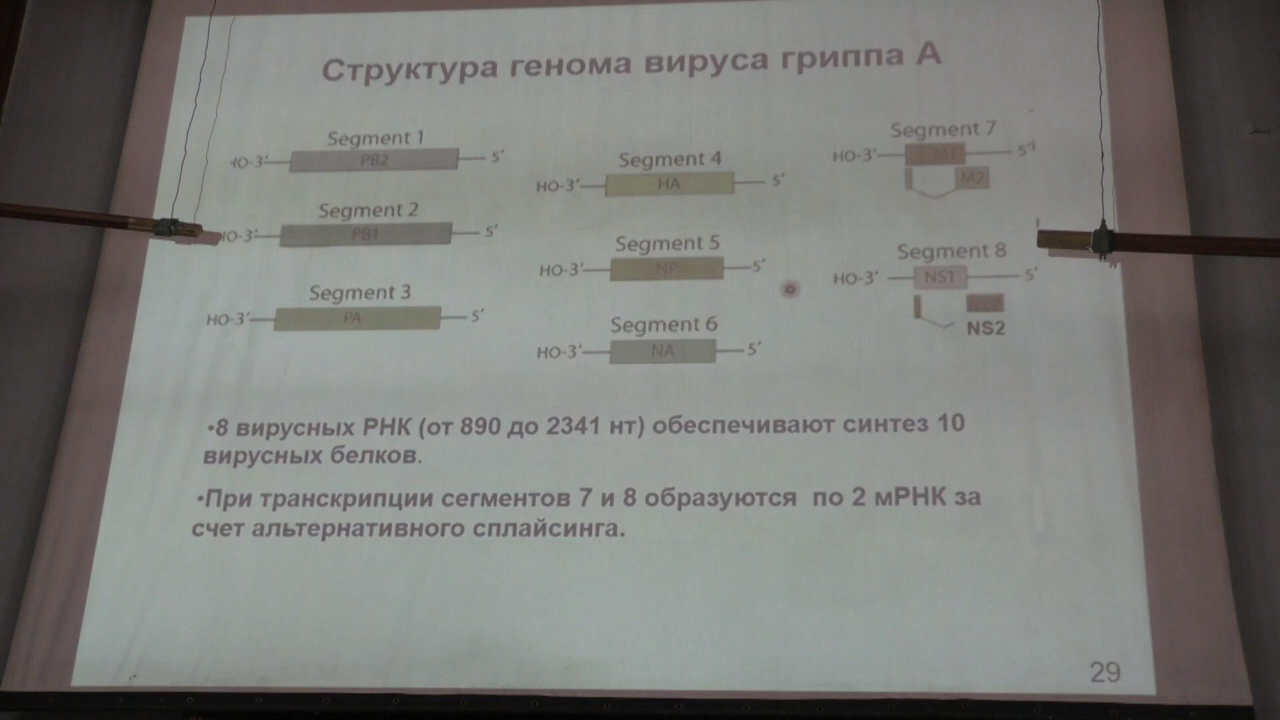 Структура генома вируса гриппа А
Segment 1
HO-3' PB2 5'
Segment 2
HO-3' PB1 5'
Segment 3
HO-3' PA 5'
Segment 4
HO-3' HA 5'
Segment 5
HO-3' NP 5'
Segment 6
HO-3' NA 5'
Segment 7
HO-3' M1 5'
M2
Segment 8
HO-3' NS1 5'
NS2
•8 вирусных РНК (от 890 до 2341 нт) обеспечивают синтез 10
вирусных белков.
•При транскрипции сегментов 7 и 8 образуются по 2 мРНК за
счет альтернативного сплайсинга.
29